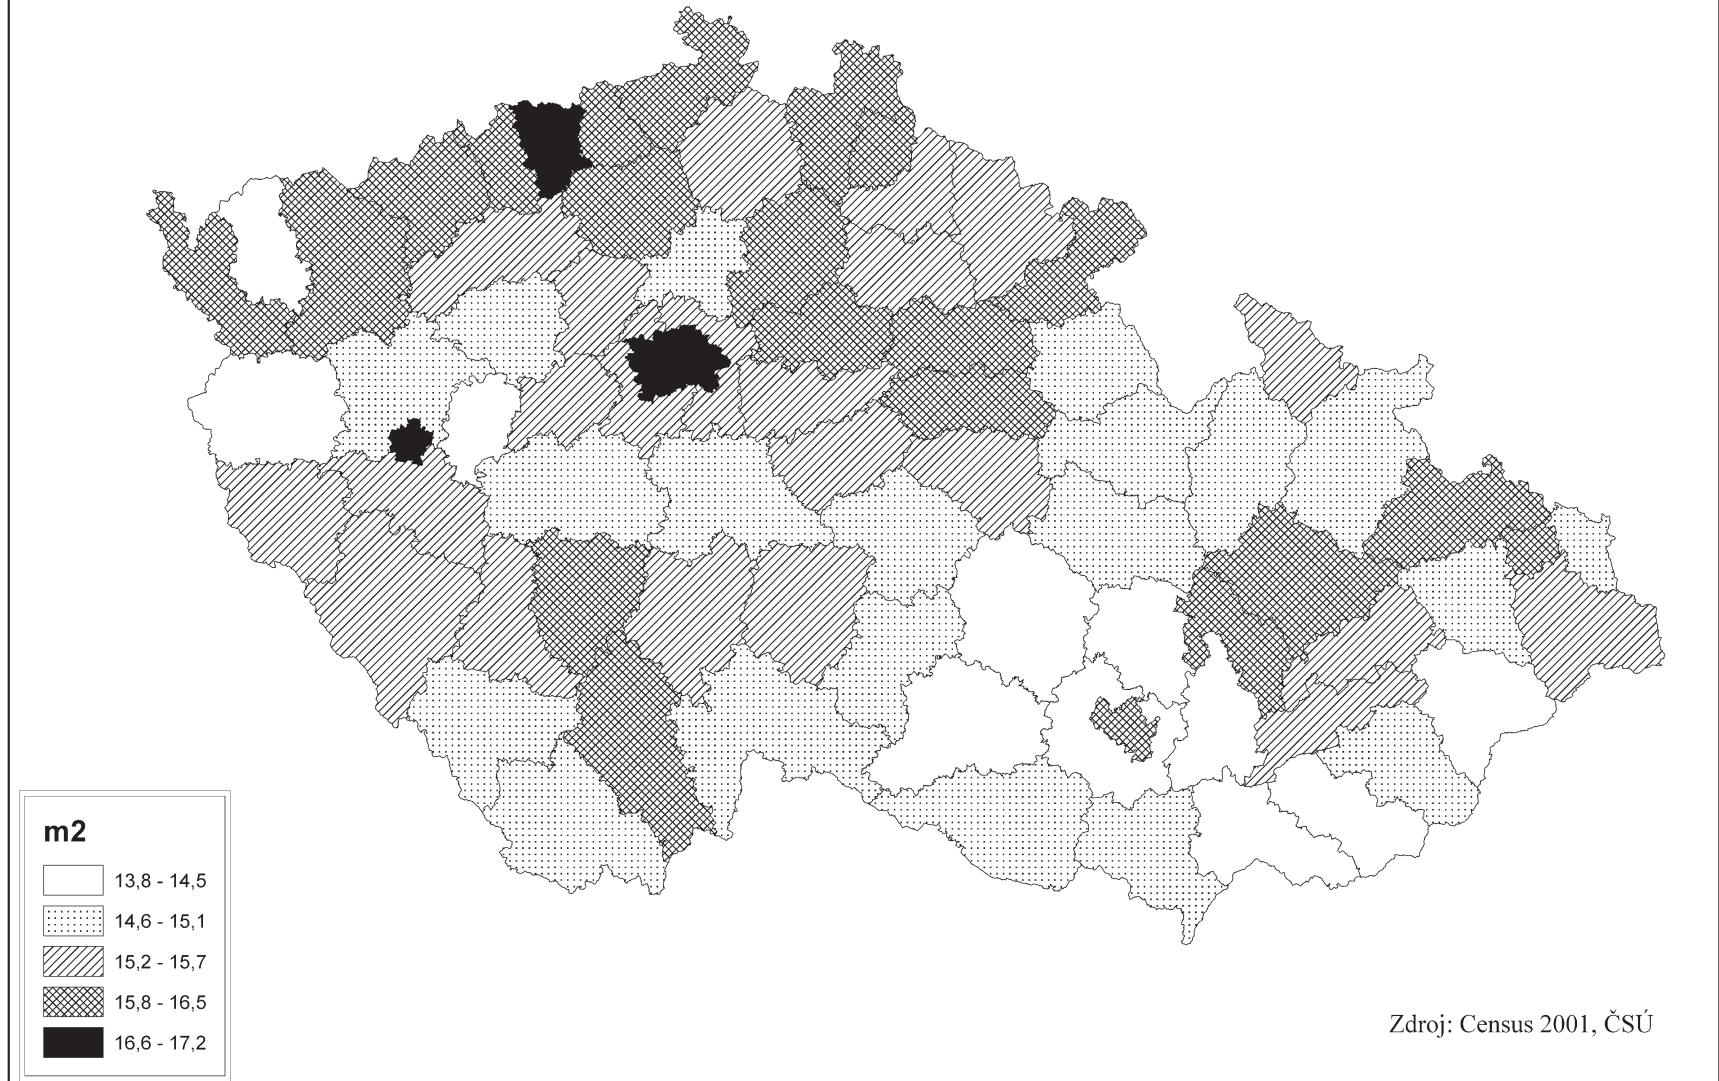 m2
13,8 - 14,5
14,6 - 15,1
15,2 - 15,7
15,8 - 16,5
16,6 - 17,2
Zdroj: Census 2001, ČSÚ